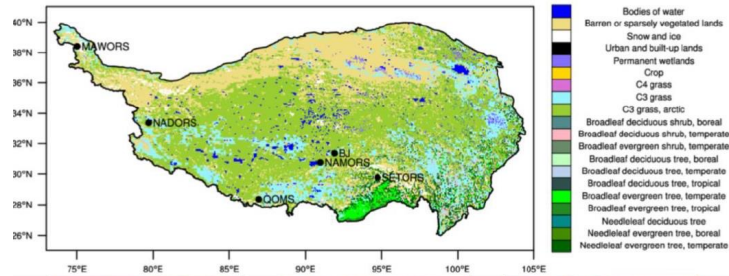 40°N
38°N
36°N
34°N
32°N
30°N
28°N
26°N
75°E 80°E 85°E 90°E 95°E 100°E 105°E
MAWORS
NADORS
BJ
NAMORS
SETORS
QOMS
Bodies of water
Barren or sparsely vegetated lands
Snow and ice
Urban and built-up lands
Permanent wetlands
Crop
C4 grass
C3 grass
C3 grass, arctic
Broadleaf deciduous shrub, boreal
Broadleaf deciduous shrub, temperate
Broadleaf evergreen shrub, temperate
Broadleaf deciduous tree, boreal
Broadleaf deciduous tree, temperate
Broadleaf deciduous tree, tropical
Broadleaf evergreen tree, temperate
Broadleaf evergreen tree, tropical
Needleleaf deciduous tree
Needleleaf evergreen tree, boreal
Needleleaf evergreen tree, temperate